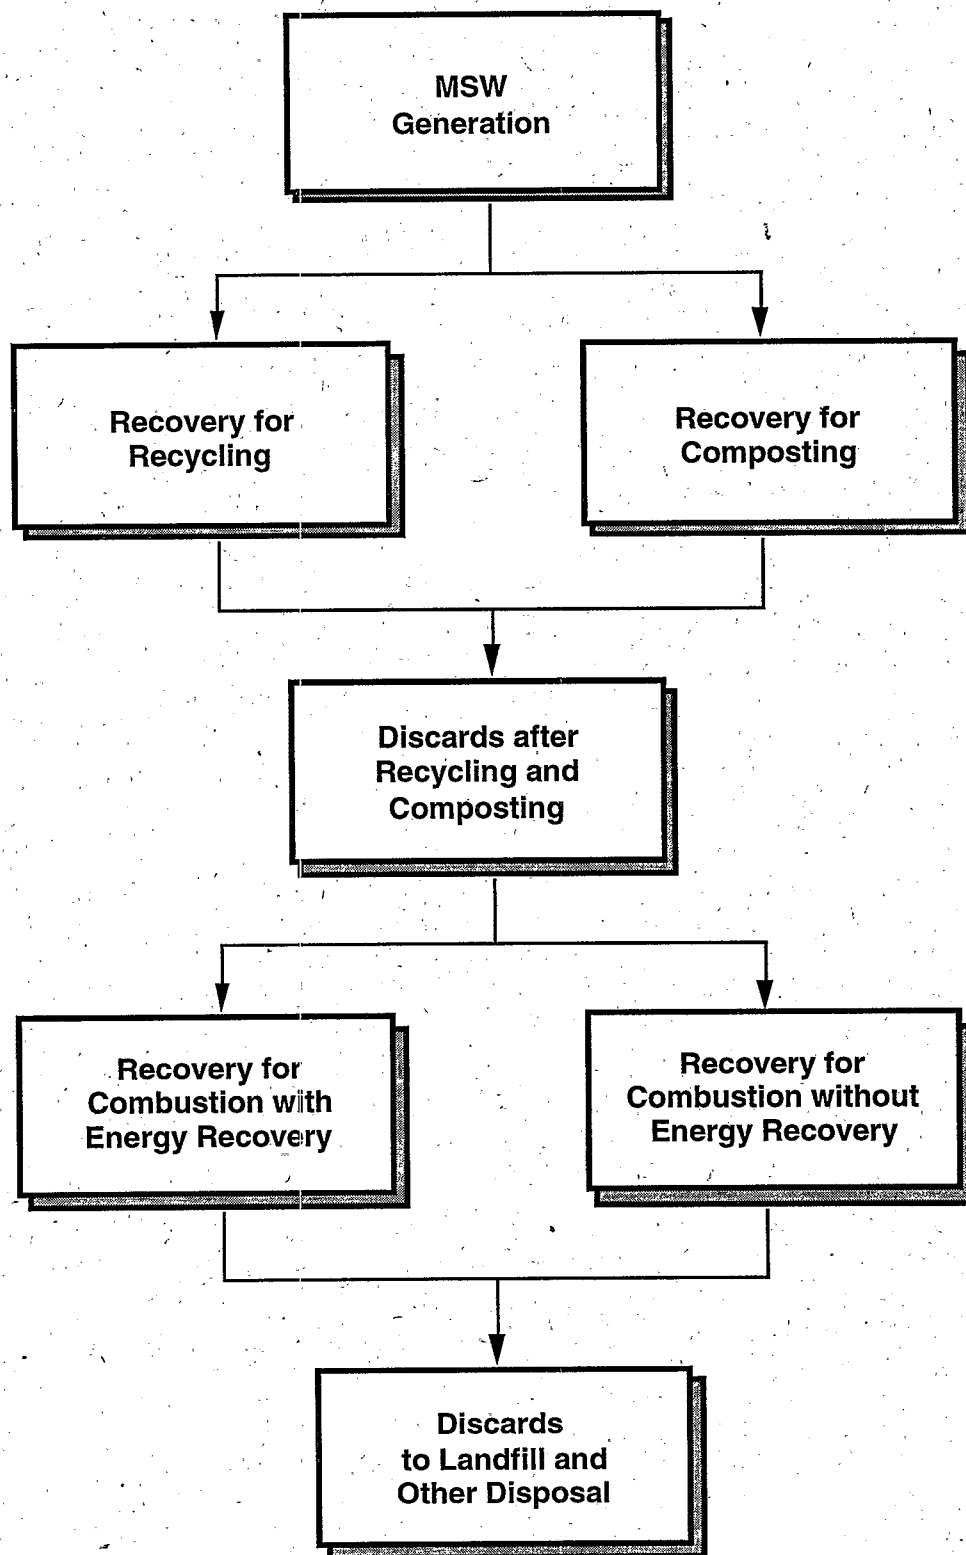 MSW
Generation
Recovery for
Recycling
Recovery for
Composting
Discards after
Recycling and
Composting
Recovery for
Combustion with
Energy Recovery
Recovery for
Combustion without
Energy Recovery
Discards
to Landfill and
Other Disposal